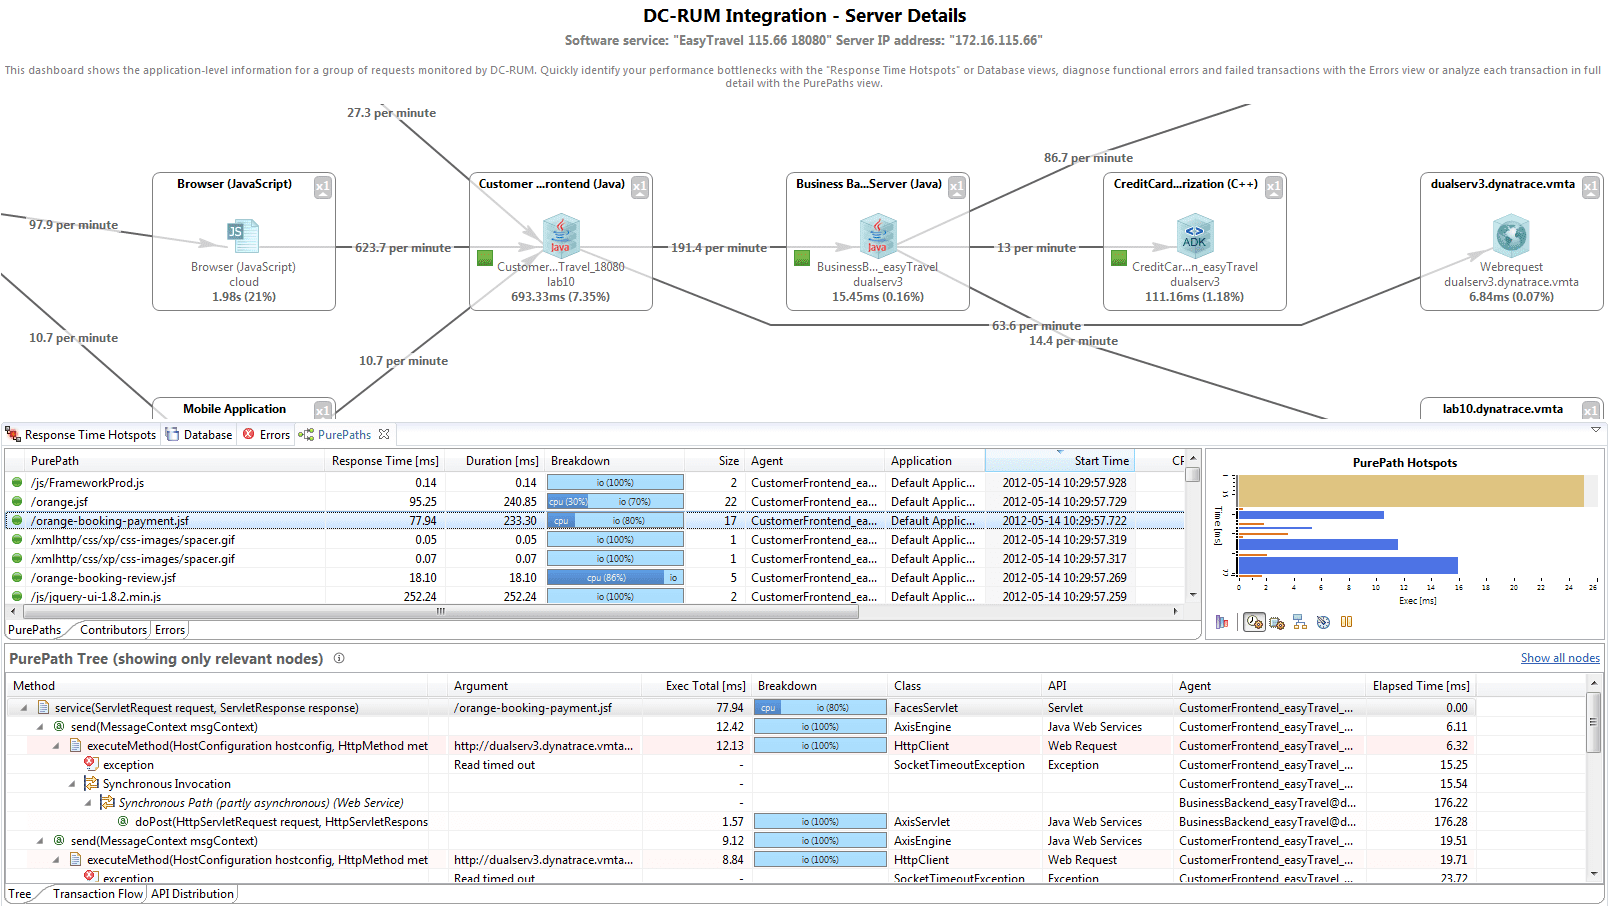 DC-RUM Integration - Server Details
Software service: "EasyTravel 115.66 18080" Server IP address: "172.16.115.66"
This dashboard shows the application-level information for a group of requests monitored by DC-RUM. Quickly identify your performance bottlenecks with the "Response Time Hotspots" or Database views, diagnose functional errors and failed transactions with the Errors view or analyze each transaction in full
detail with the PurePaths view.
27.3 per minute
86.7 per minute
Browser (JavaScript) x1
Customer ...rontend (Java) x1
Business Ba...Server (Java) x1
CreditCard...rization (C++) x1
dualserv3.dynatrace.vmta x1
97.9 per minute
JS
Java
Java
ADK
623.7 per minute
191.4 per minute
13 per minute
Browser (JavaScript)
cloud
1.98s (21%)
Customer...Travel_18080
lab10
693.33ms (7.35%)
BusinessB..._easyTravel
dualserv3
15.45ms (0.16%)
CreditCar...n_easyTravel
dualserv3
111.16ms (1.18%)
Webrequest
dualserv3.dynatrace.vmta
6.84ms (0.07%)
63.6 per minute
10.7 per minute
14.4 per minute
10.7 per minute
Mobile Application x1
lab10.dynatrace.vmta x1
Response Time Hotspots Database Errors PurePaths
PurePath Response Time [ms] Duration [ms] Breakdown Size Agent Application Start Time CP
/js/FrameworkProd.js 0.14 0.14 io (100%) 2 CustomerFrontend_ea... Default Applic... 2012-05-14 10:29:57.928
/orange.jsf 95.25 240.85 cpu (30%) io (70%) 22 CustomerFrontend_ea... Default Applic... 2012-05-14 10:29:57.729
/orange-booking-payment.jsf 77.94 233.30 cpu io (80%) 17 CustomerFrontend_ea... Default Applic... 2012-05-14 10:29:57.722
/xmlhttp/css/xp/css-images/spacer.gif 0.05 0.05 io (100%) 1 CustomerFrontend_ea... Default Applic... 2012-05-14 10:29:57.319
/xmlhttp/css/xp/css-images/spacer.gif 0.07 0.07 io (100%) 1 CustomerFrontend_ea... Default Applic... 2012-05-14 10:29:57.317
/orange-booking-review.jsf 18.10 18.10 cpu (86%) io 5 CustomerFrontend_ea... Default Applic... 2012-05-14 10:29:57.269
/js/jquery-ui-1.8.2.min.js 252.24 252.24 io (100%) 2 CustomerFrontend_ea... Default Applic... 2012-05-14 10:29:57.259
PurePaths Contributors Errors
PurePath Hotspots
Time [ms]
0 2 4 6 8 10 12 14 16 18 20 22 24 26
Exec [ms]
PurePath Tree (showing only relevant nodes) Show all nodes
Method Argument Exec Total [ms] Breakdown Class API Agent Elapsed Time [ms]
service(ServletRequest request, ServletResponse response) /orange-booking-payment.jsf 77.94 cpu io (80%) FacesServlet Servlet CustomerFrontend_easyTravel_... 0.00
send(MessageContext msgContext) 12.42 io (100%) AxisEngine Java Web Services CustomerFrontend_easyTravel_... 6.11
executeMethod(HostConfiguration hostconfig, HttpMethod met http://dualserv3.dynatrace.vmta... 12.13 io (100%) HttpClient Web Request CustomerFrontend_easyTravel_... 6.32
exception Read timed out - SocketTimeoutException Exception CustomerFrontend_easyTravel_... 15.25
Synchronous Invocation - CustomerFrontend_easyTravel_... 15.54
Synchronous Path (partly asynchronous) (Web Service) - BusinessBackend_easyTravel@d... 176.22
doPost(HttpServletRequest request, HttpServletRespons 1.57 io (100%) AxisServlet Java Web Services BusinessBackend_easyTravel@d... 176.28
send(MessageContext msgContext) 9.12 io (100%) AxisEngine Java Web Services CustomerFrontend_easyTravel_... 19.51
executeMethod(HostConfiguration hostconfig, HttpMethod met http://dualserv3.dynatrace.vmta... 8.84 io (100%) HttpClient Web Request CustomerFrontend_easyTravel_... 19.71
exception Read timed out - SocketTimeoutException Exception CustomerFrontend_easyTravel_... 23.72
Tree Transaction Flow API Distribution